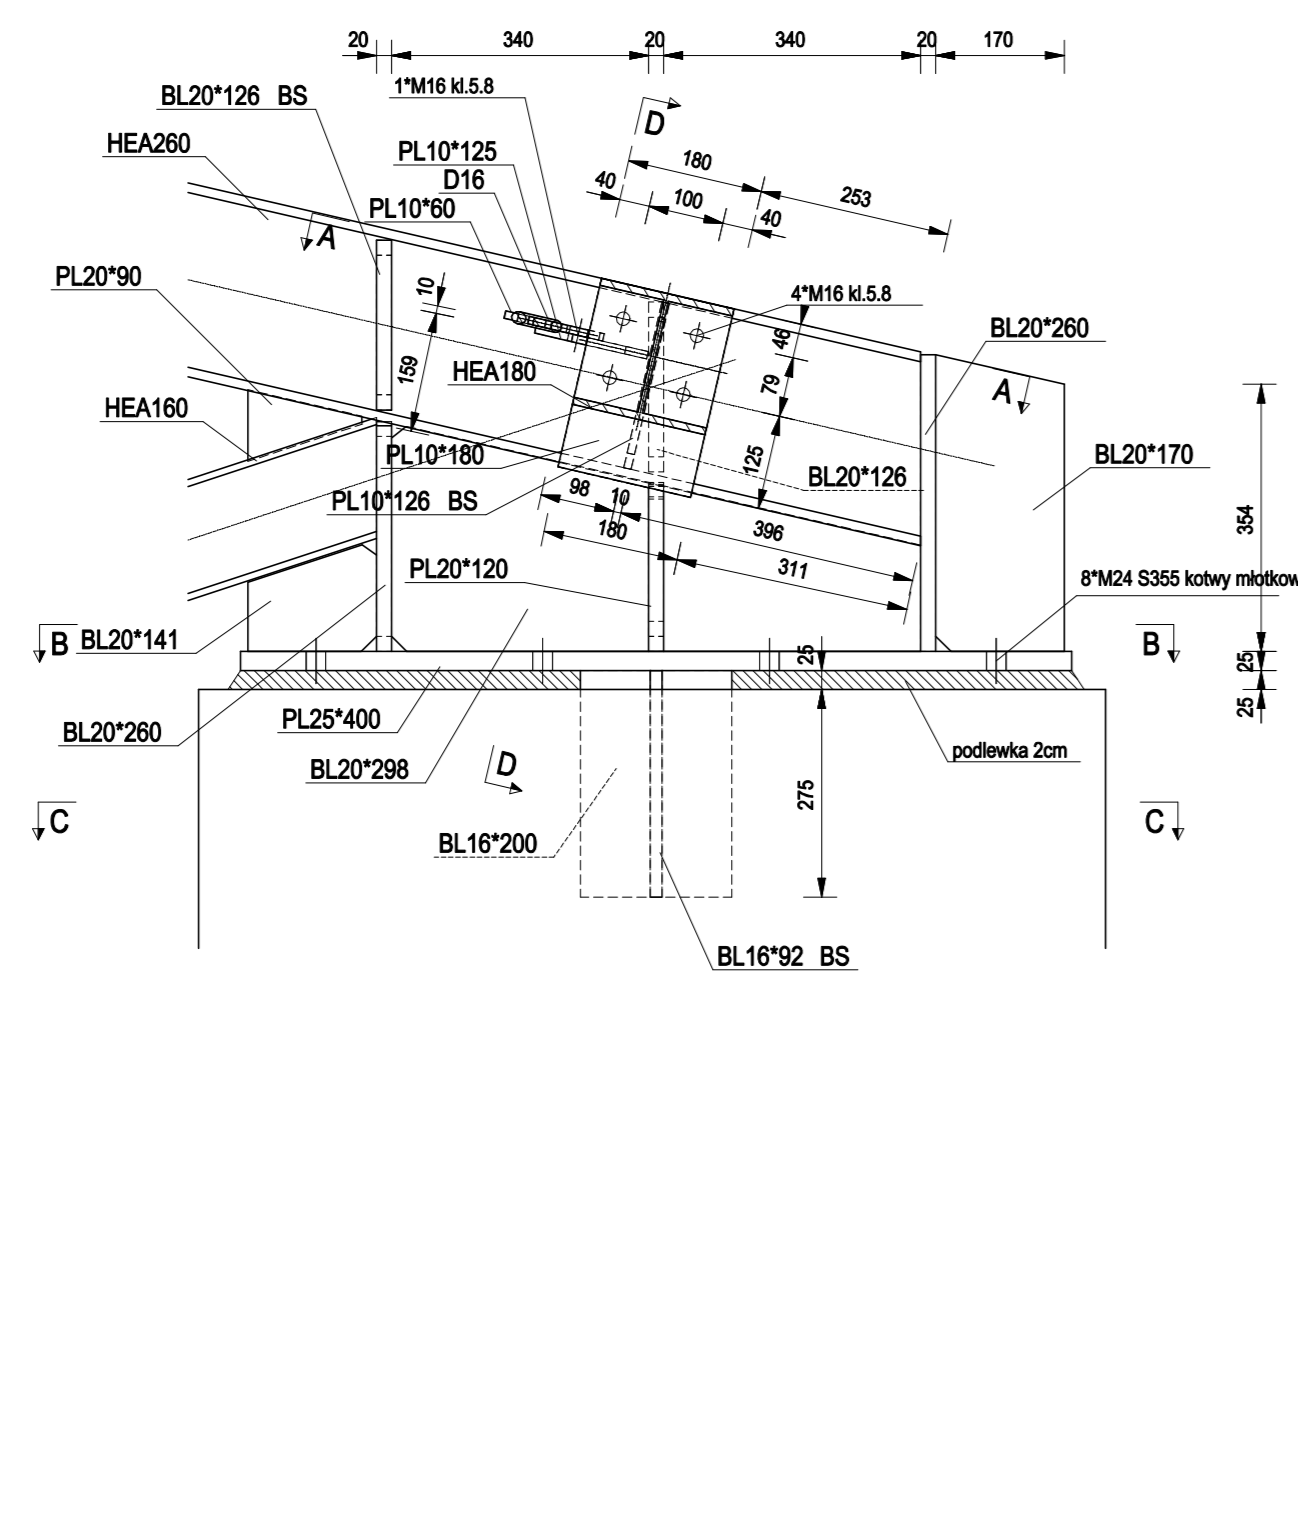 20 340 20 340 20 170
1*M16 kl.5.8
BL20*126 BS
D
HEA260
PL10*125
180
D16
40 100 253
PL10*60
40
A
PL20*90
10
4*M16 kl.5.8
46
BL20*260
159
HEA180
79
A
HEA160
PL10*180
125
BL20*170
BL20*126
98 10
PL10*126 BS
396
354
180
311
PL20*120
8*M24 S355 kotwy młotkow
B BL20*141
B
25
25
25
BL20*260
PL25*400
podlewka 2cm
BL20*298
D
275
C
C
BL16*200
BL16*92 BS